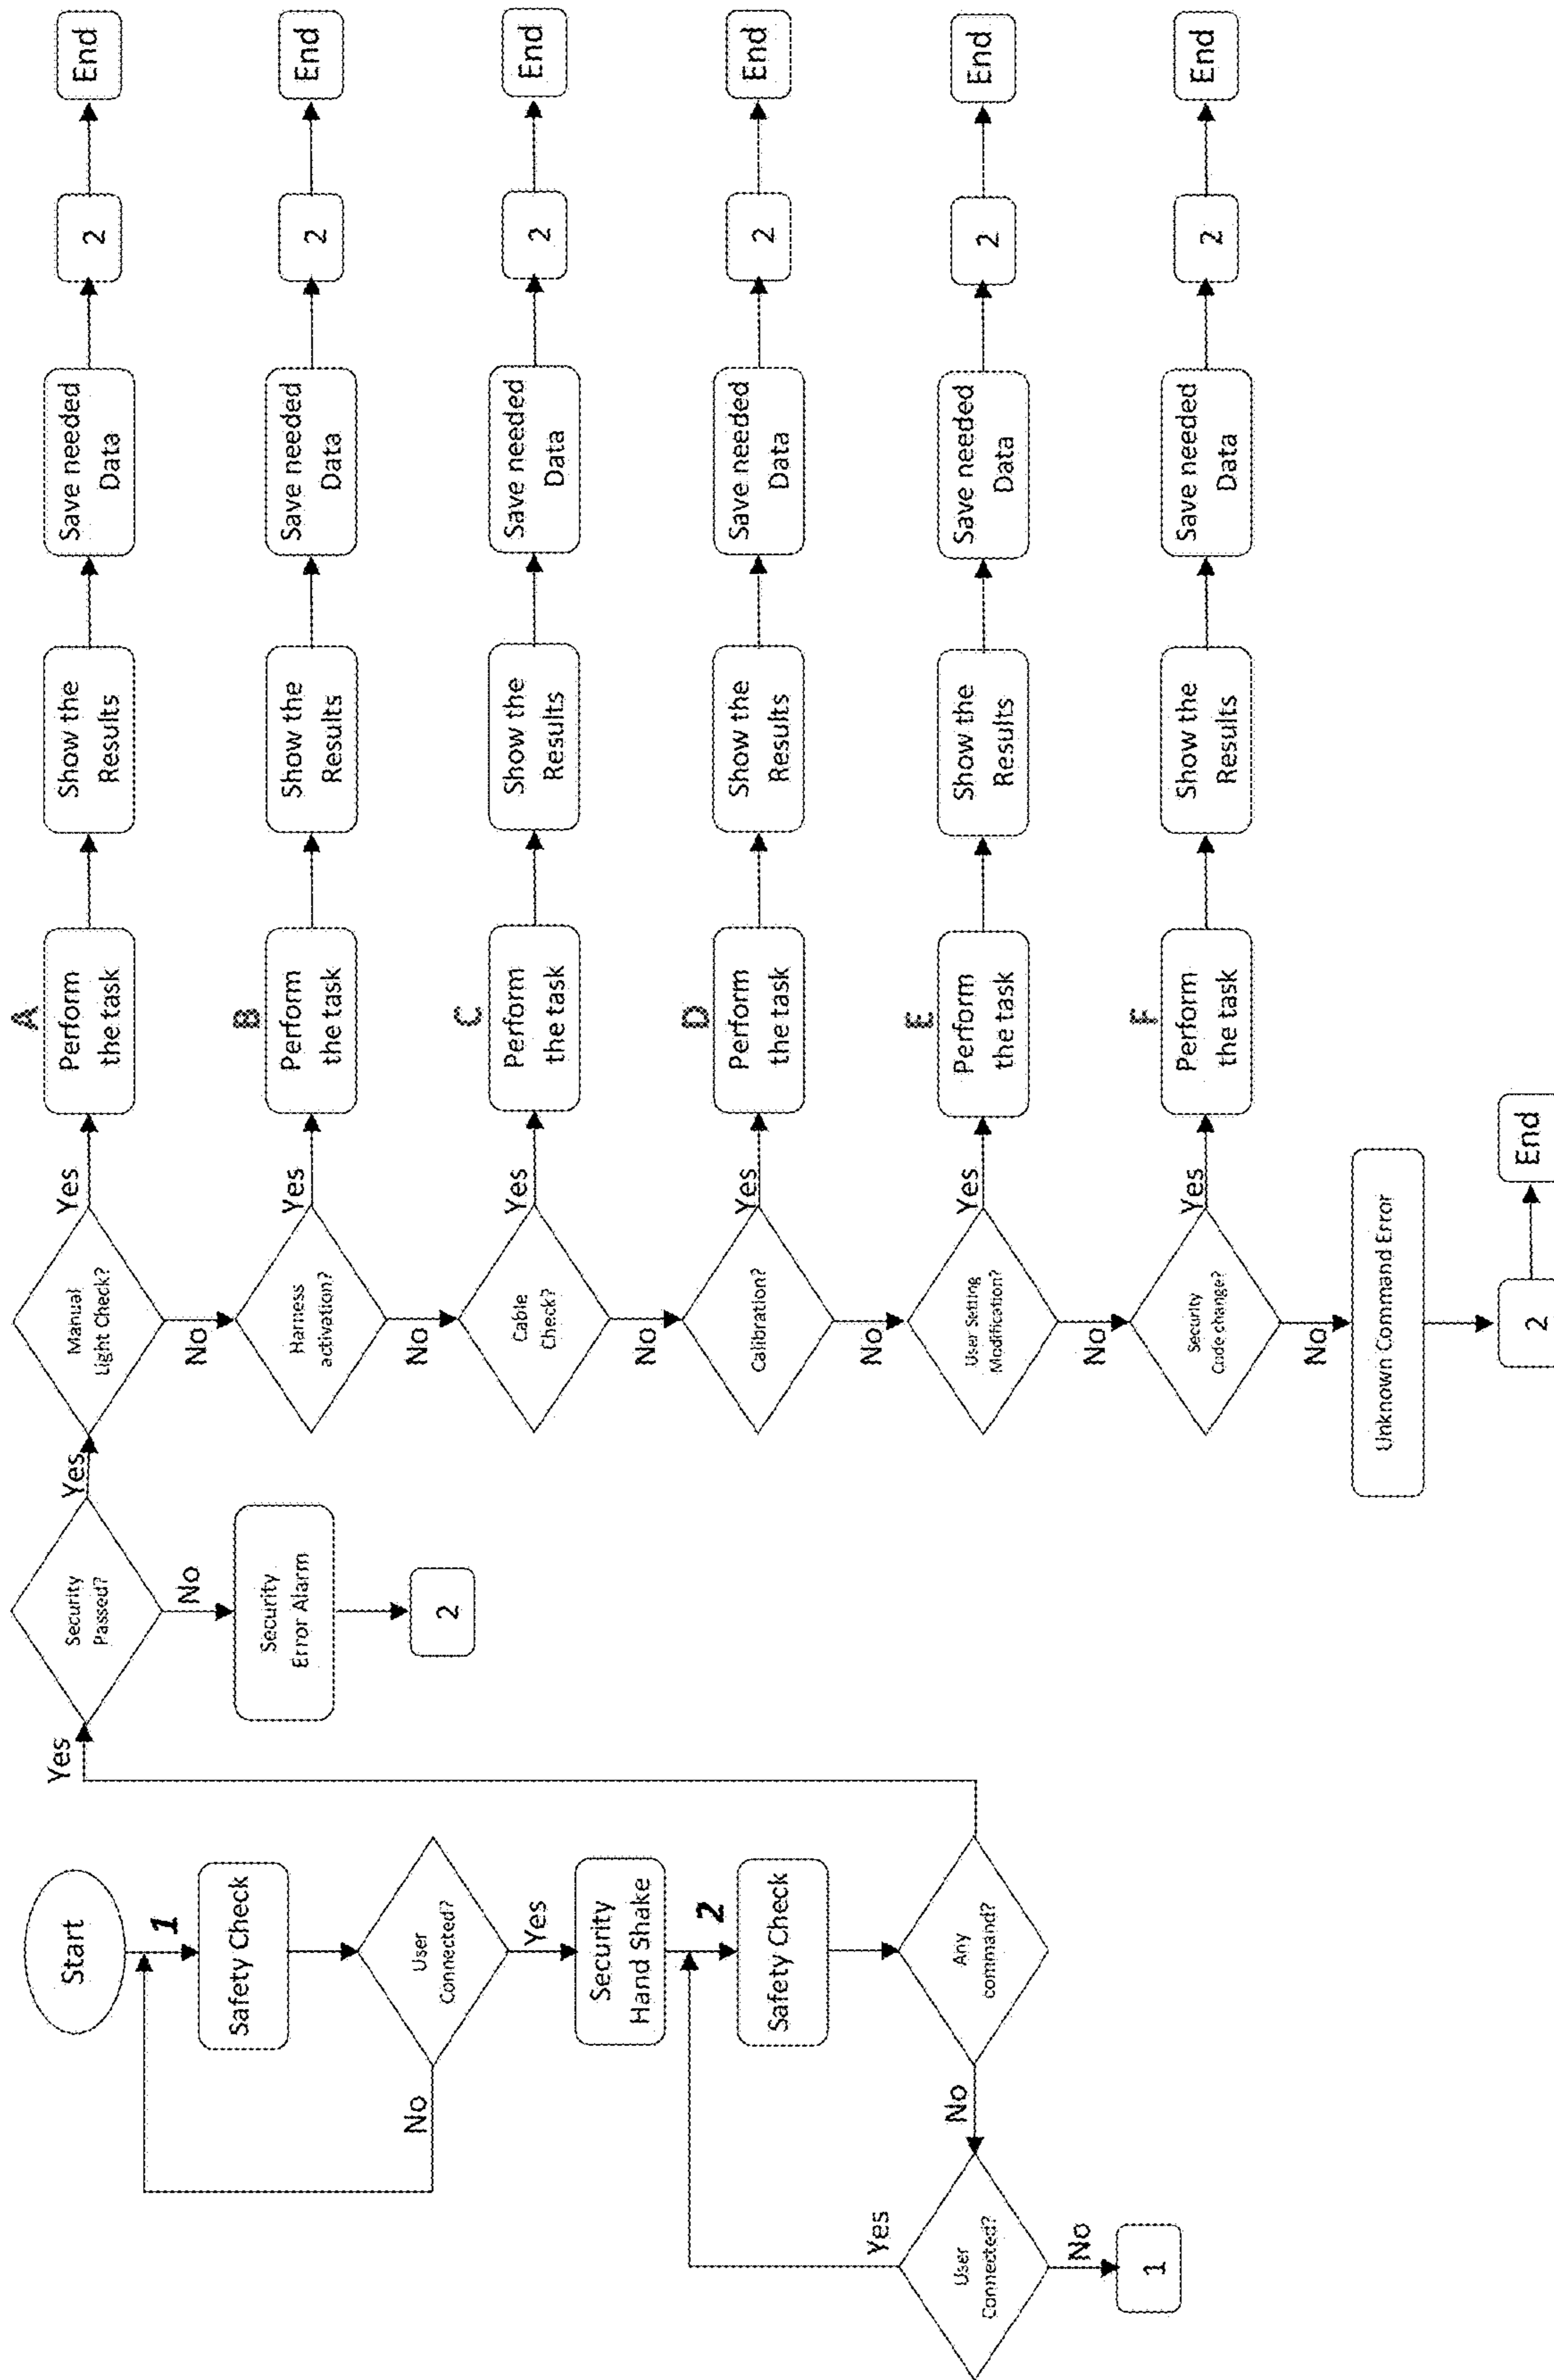 Start
1
Safety Check
User
Connected?
No
Yes
Security
Hand Shake
2
Safety Check
Any
command?
No
User
Connected?
Yes
No
1
Yes
Security
Passed?
No
Security
Error Alarm
2
Yes
Manual
Light Check?
Yes
A
Perform
the task
Show the
Results
Save needed
Data
2
End
No
Harness
activation?
Yes
B
Perform
the task
Show the
Results
Save needed
Data
2
End
No
Cable
Check?
Yes
C
Perform
the task
Show the
Results
Save needed
Data
2
End
No
Calibration?
Yes
D
Perform
the task
Show the
Results
Save needed
Data
2
End
No
User Setting
Modification?
Yes
E
Perform
the task
Show the
Results
Save needed
Data
2
End
No
Security
Code change?
Yes
F
Perform
the task
Show the
Results
Save needed
Data
2
End
No
Unknown Command Error
2
End